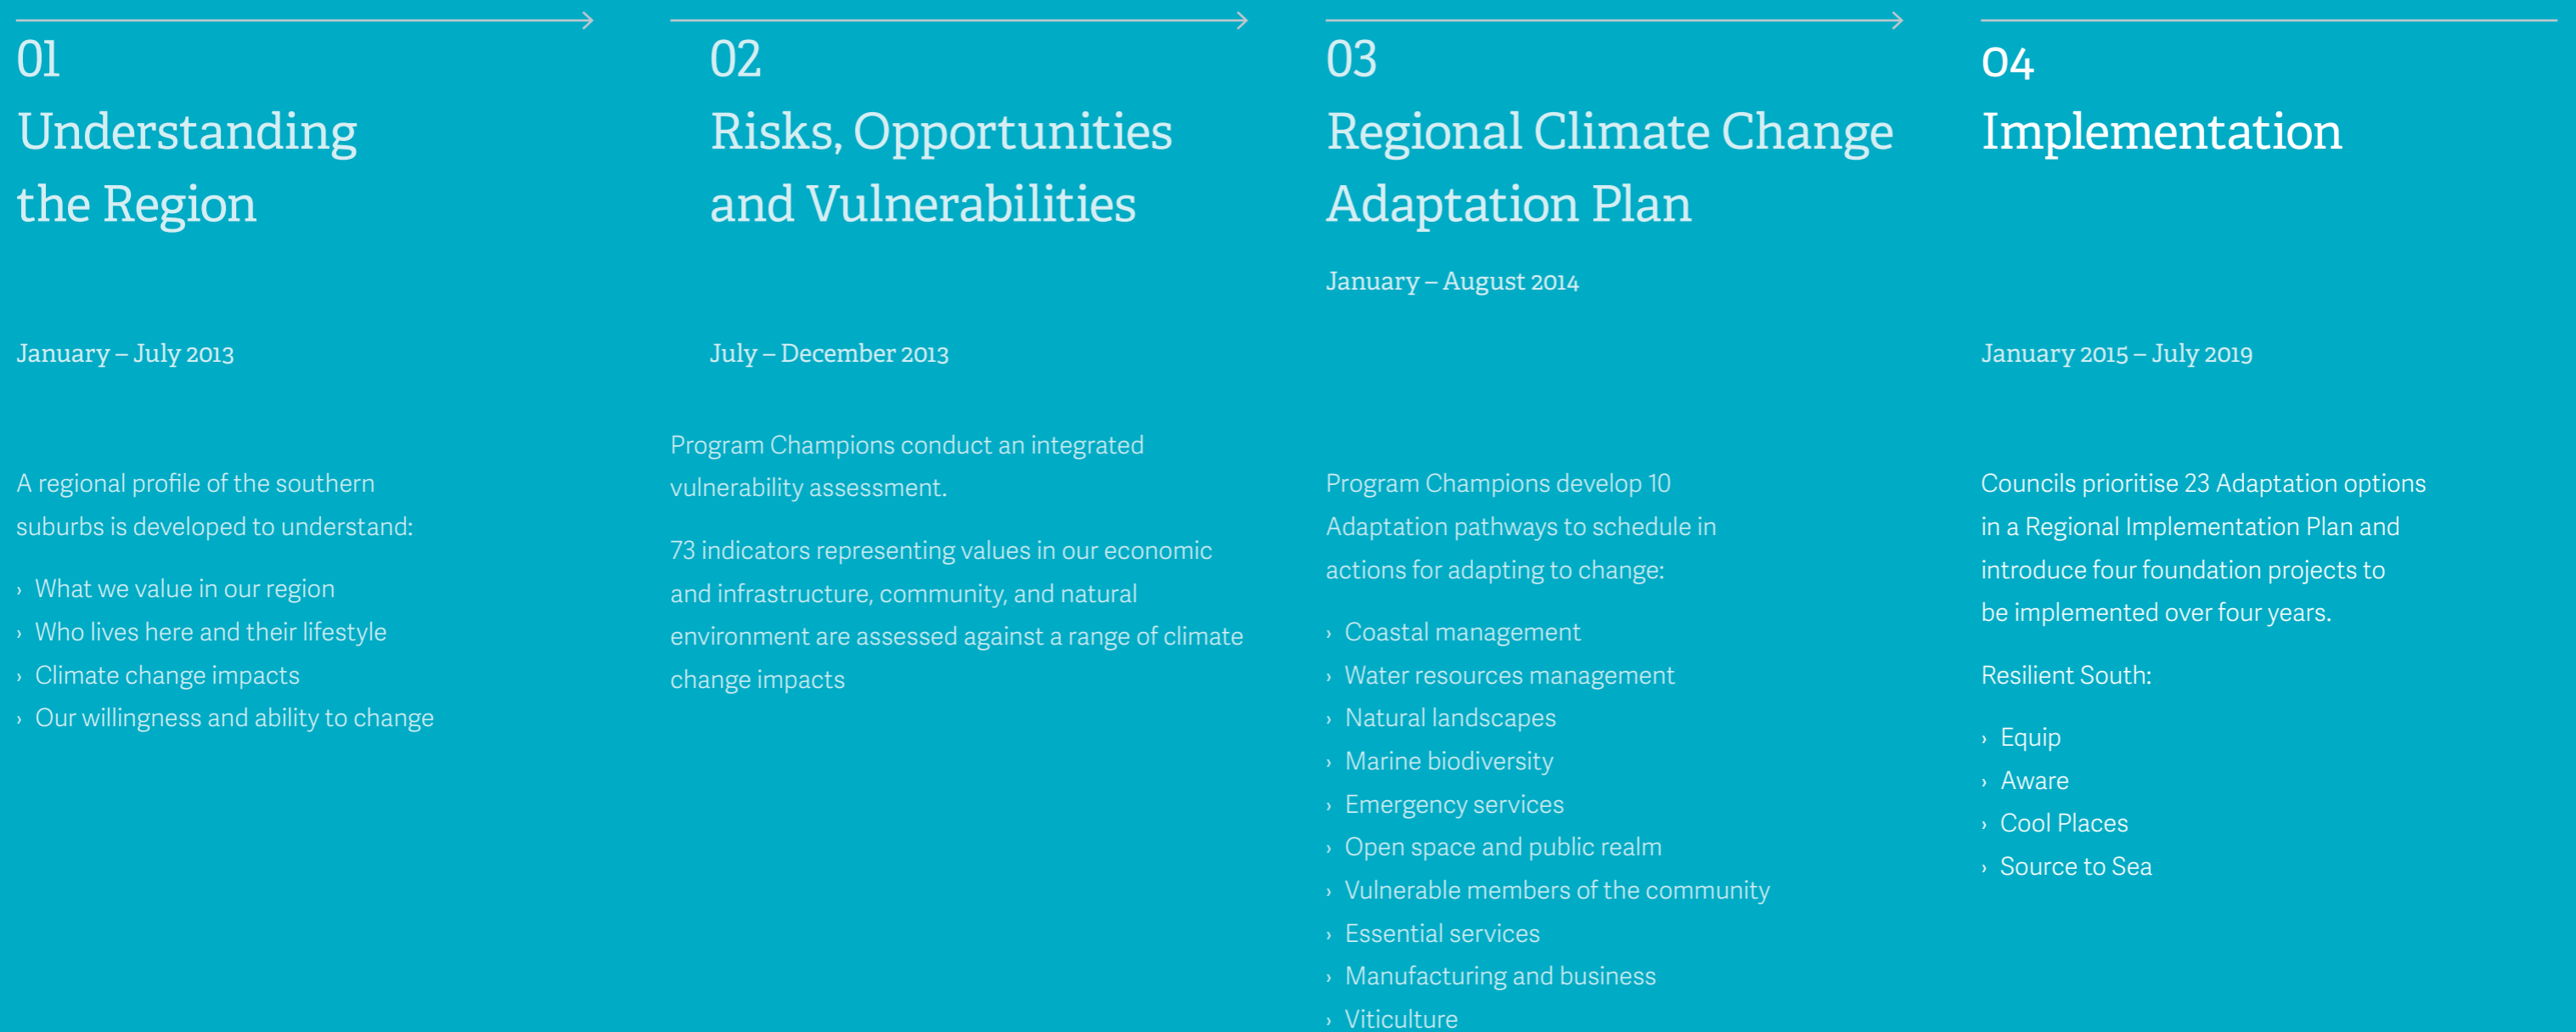 01
Understanding
the Region
January – July 2013
A regional profile of the southern
suburbs is developed to understand:
› What we value in our region
› Who lives here and their lifestyle
› Climate change impacts
› Our willingness and ability to change
02
Risks, Opportunities
and Vulnerabilities
July – December 2013
Program Champions conduct an integrated
vulnerability assessment.
73 indicators representing values in our economic
and infrastructure, community, and natural
environment are assessed against a range of climate
change impacts
03
Regional Climate Change
Adaptation Plan
January – August 2014
Program Champions develop 10
Adaptation pathways to schedule in
actions for adapting to change:
› Coastal management
› Water resources management
› Natural landscapes
› Marine biodiversity
› Emergency services
› Open space and public realm
› Vulnerable members of the community
› Essential services
› Manufacturing and business
› Viticulture
04
Implementation
January 2015 – July 2019
Councils prioritise 23 Adaptation options
in a Regional Implementation Plan and
introduce four foundation projects to
be implemented over four years.
Resilient South:
› Equip
› Aware
› Cool Places
› Source to Sea